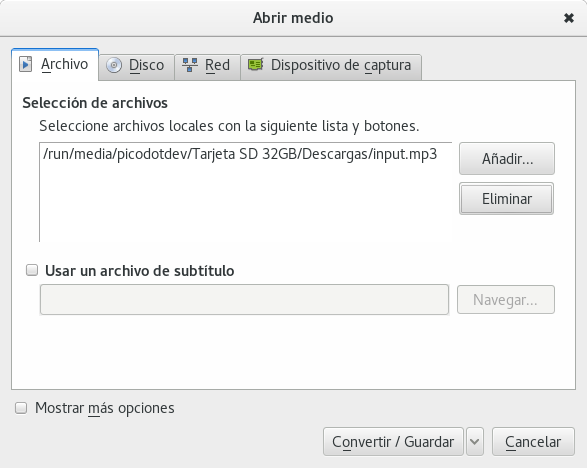 Abrir medio
Archivo Disco Red Dispositivo de captura
Selección de archivos
Seleccione archivos locales con la siguiente lista y botones.
/run/media/picodotdev/Tarjeta SD 32GB/Descargas/input.mp3
Añadir...
Eliminar
Usar un archivo de subtítulo
Navegar...
Mostrar más opciones
Convertir / Guardar Cancelar